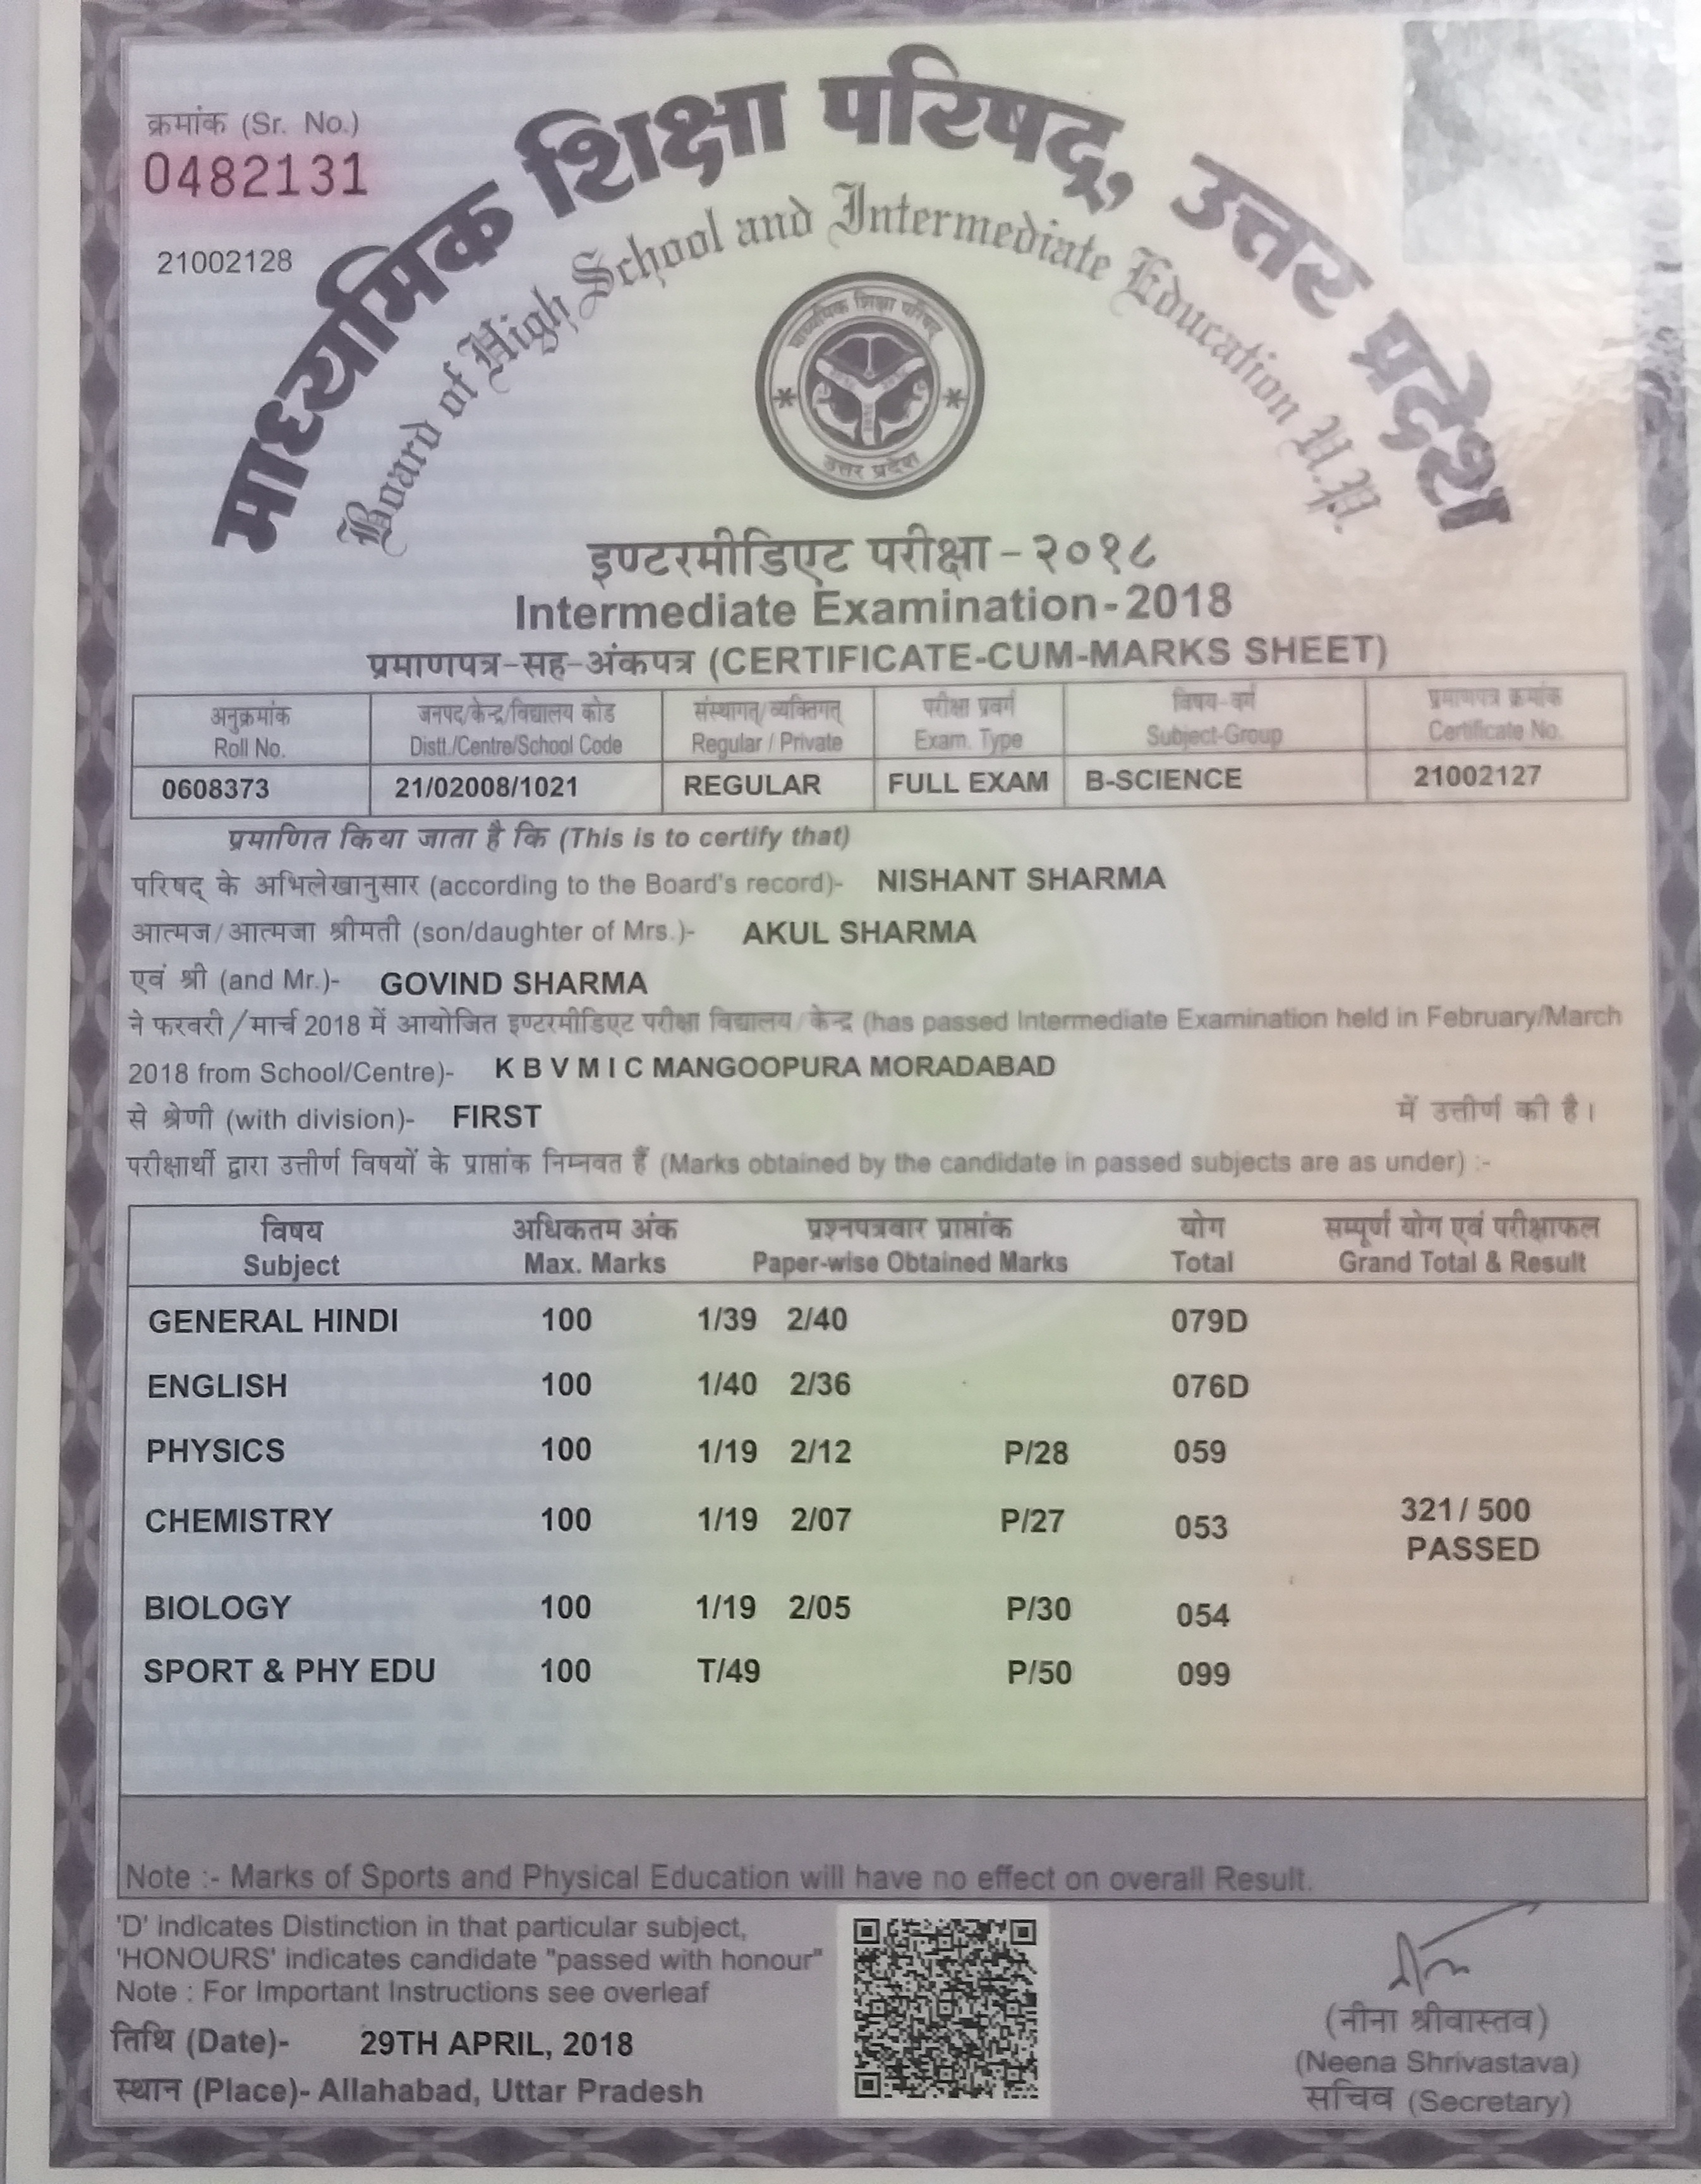 क्रमांक (Sr. No.)
0482131
21002128
माध्यमिक शिक्षा परिषद्, उत्तर प्रदेश
Board of High School and Intermediate Education U.P.
माध्यमिक शिक्षा परिषद्
उत्तर प्रदेश
इण्टरमीडिएट परीक्षा - २०१८
Intermediate Examination - 2018
प्रमाणपत्र-सह-अंकपत्र (CERTIFICATE-CUM-MARKS SHEET)
अनुक्रमांक जनपद/केन्द्र/विद्यालय कोड संस्थागत्/व्यक्तिगत् परीक्षा प्रवर्ग विषय-वर्ग प्रमाणपत्र क्रमांक
Roll No. Distt./Centre/School Code Regular / Private Exam. Type Subject-Group Certificate No.
0608373 21/02008/1021 REGULAR FULL EXAM B-SCIENCE 21002127
प्रमाणित किया जाता है कि (This is to certify that)
परिषद् के अभिलेखानुसार (according to the Board's record)- NISHANT SHARMA
आत्मज/आत्मजा श्रीमती (son/daughter of Mrs.)- AKUL SHARMA
एवं श्री (and Mr.)- GOVIND SHARMA
ने फरवरी/मार्च 2018 में आयोजित इण्टरमीडिएट परीक्षा विद्यालय/केन्द्र (has passed Intermediate Examination held in February/March
2018 from School/Centre)- K B V M I C MANGOOPURA MORADABAD
से श्रेणी (with division)- FIRST में उत्तीर्ण की है।
परीक्षार्थी द्वारा उत्तीर्ण विषयों के प्राप्तांक निम्नवत हैं (Marks obtained by the candidate in passed subjects are as under) :-
विषय अधिकतम अंक प्रश्नपत्रवार प्राप्तांक योग सम्पूर्ण योग एवं परीक्षाफल
Subject Max. Marks Paper-wise Obtained Marks Total Grand Total & Result
GENERAL HINDI 100 1/39 2/40 079D
ENGLISH 100 1/40 2/36 076D
PHYSICS 100 1/19 2/12 P/28 059
CHEMISTRY 100 1/19 2/07 P/27 053 321/ 500
PASSED
BIOLOGY 100 1/19 2/05 P/30 054
SPORT & PHY EDU 100 T/49 P/50 099
Note :- Marks of Sports and Physical Education will have no effect on overall Result.
'D' indicates Distinction in that particular subject,
'HONOURS' indicates candidate "passed with honour"
Note : For Important Instructions see overleaf
तिथि (Date)- 29TH APRIL, 2018
स्थान (Place)- Allahabad, Uttar Pradesh
(नीना श्रीवास्तव)
(Neena Shrivastava)
सचिव (Secretary)